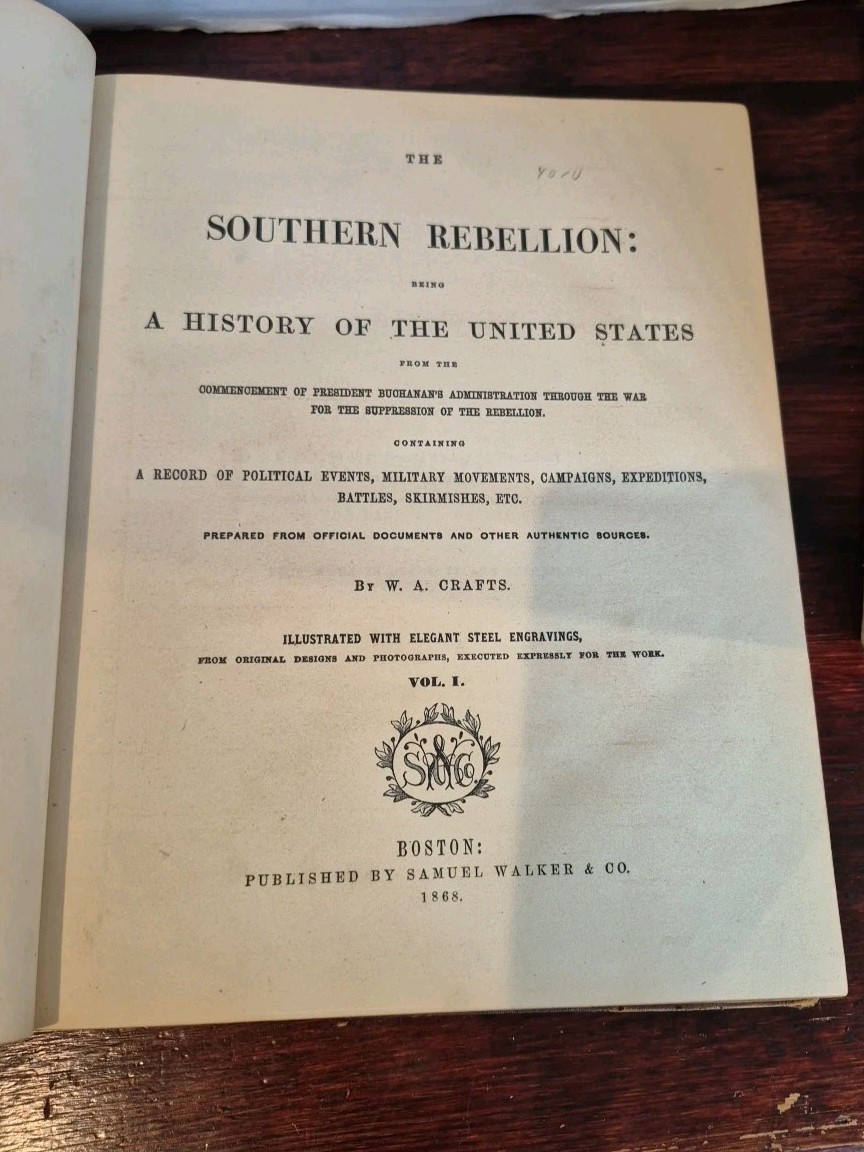 THE
SOUTHERN REBELLION:
BEING
A HISTORY OF THE UNITED STATES
FROM THE
COMMENCEMENT OF PRESIDENT BUCHANAN'S ADMINISTRATION THROUGH THE WAR
FOR THE SUPPRESSION OF THE REBELLION.
CONTAINING
A RECORD OF POLITICAL EVENTS, MILITARY MOVEMENTS, CAMPAIGNS, EXPEDITIONS,
BATTLES, SKIRMISHES, ETC.
PREPARED FROM OFFICIAL DOCUMENTS AND OTHER AUTHENTIC SOURCES.
BY W. A. CRAFTS.
ILLUSTRATED WITH ELEGANT STEEL ENGRAVINGS,
FROM ORIGINAL DESIGNS AND PHOTOGRAPHS, EXECUTED EXPRESSLY FOR THE WORK.
VOL. I.
BOSTON:
PUBLISHED BY SAMUEL WALKER & CO.
1868.